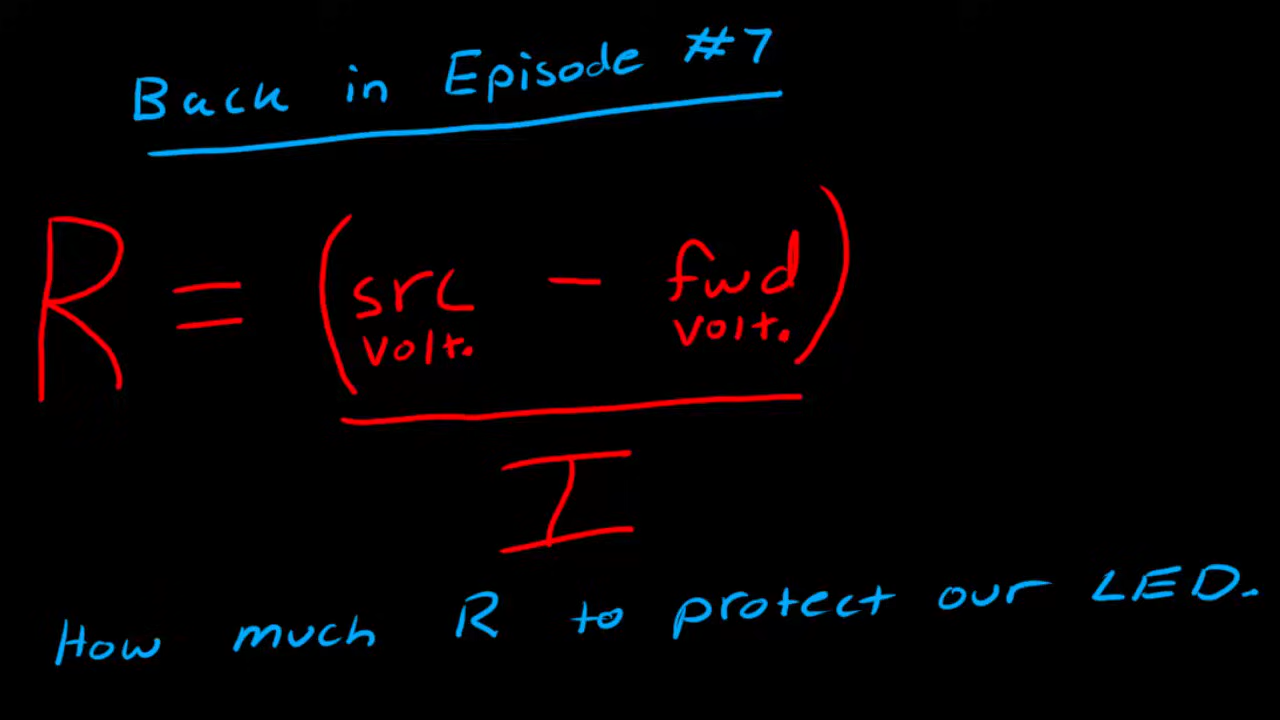 Back in Episode #7
R = (src volt. - fwd volt.)
I
How much R to protect our LED.